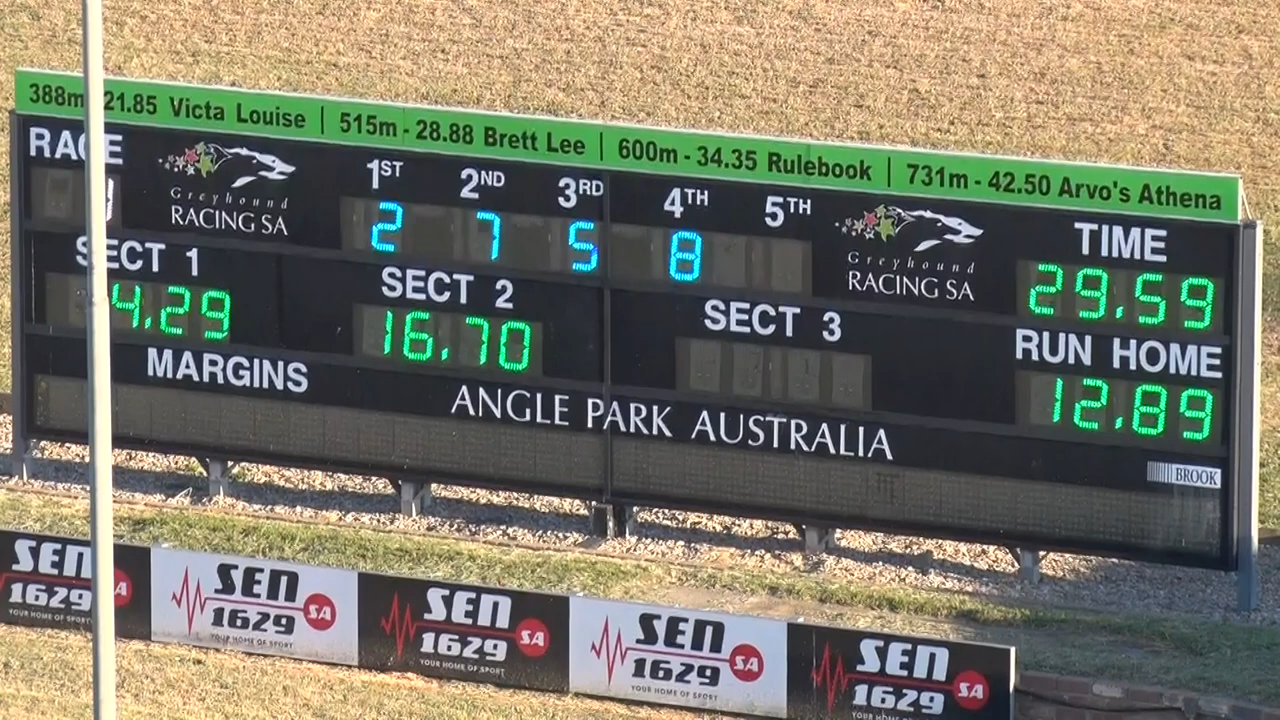 388m - 21.85 Victa Louise | 515m - 28.88 Brett Lee | 600m - 34.35 Rulebook | 731m - 42.50 Arvo's Athena
RACE
Greyhound
RACING SA
1ST 2ND 3RD 4TH 5TH
2 7 5 8
Greyhound
RACING SA
TIME
29.59
SECT 1
4.29
SECT 2
16.70
SECT 3
RUN HOME
12.89
MARGINS
ANGLE PARK AUSTRALIA
BROOK
SEN
1629
YOUR HOME OF SPORT
SEN
1629 SA
YOUR HOME OF SPORT
SEN
1629 SA
YOUR HOME OF SPORT
SEN
1629 SA
YOUR HOME OF SPORT
SEN
1629 SA
YOUR HOME OF SPORT